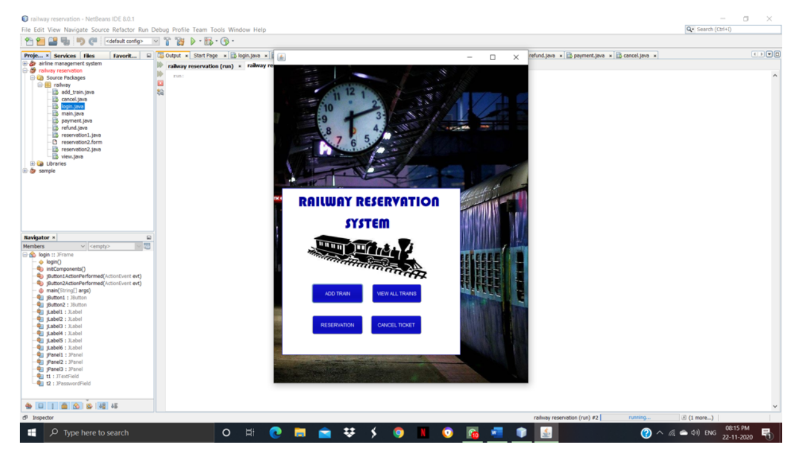 railway reservation - NetBeans IDE 8.0.1
Search (Ctrl+I)
File Edit View Navigate Source Refactor Run Debug Profile Team Tools Window Help
<default config>
Proje... × Services Files Favorit...
Output × Start Page × login.java ×
refund.java × payment.java × cancel.java ×
railway reservation (run) × railway re
run:
airline management system
railway reservation
Source Packages
railway
add_train.java
cancel.java
login.java
main.java
payment.java
refund.java
reservation1.java
reservation2.form
reservation2.java
view.java
Libraries
sample
Navigator ×
Members
<empty>
login :: JFrame
login()
initComponents()
jButton1ActionPerformed(ActionEvent evt)
jButton2ActionPerformed(ActionEvent evt)
main(String[] args)
jButton1 : JButton
jButton2 : JButton
jLabel1 : JLabel
jLabel2 : JLabel
jLabel3 : JLabel
jLabel4 : JLabel
jLabel5 : JLabel
jLabel6 : JLabel
jPanel1 : JPanel
jPanel2 : JPanel
jPanel3 : JPanel
t1 : JTextField
t2 : JPasswordField
RAILWAY RESERVATION
SYSTEM
ADD TRAIN
VIEW ALL TRAINS
RESERVATION
CANCEL TICKET
Inspector
railway reservation (run) #2
running...
(1 more...)
Type here to search
ENG
08:15 PM
22-11-2020